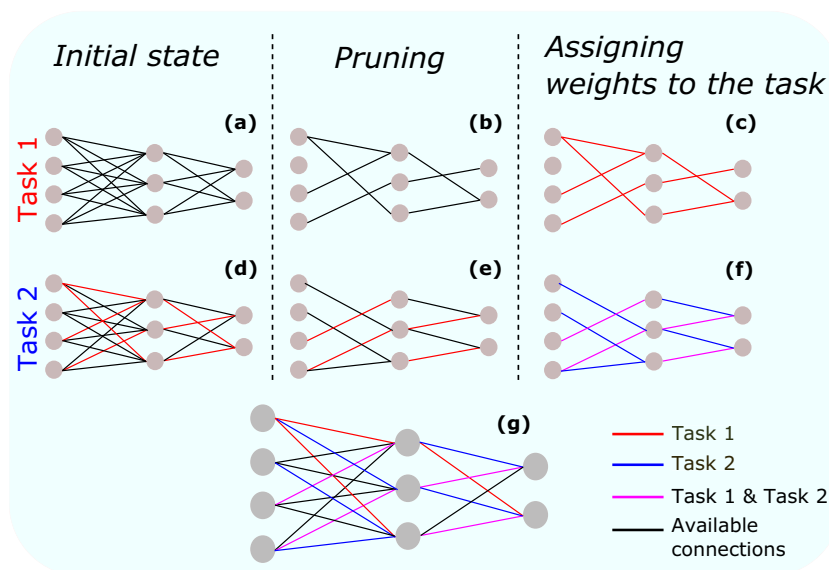 Initial state
Pruning
Assigning
weights to the task
Task 1
(a)
(b)
(c)
Task 2
(d)
(e)
(f)
(g)
Task 1
Task 2
Task 1 & Task 2
Available
connections